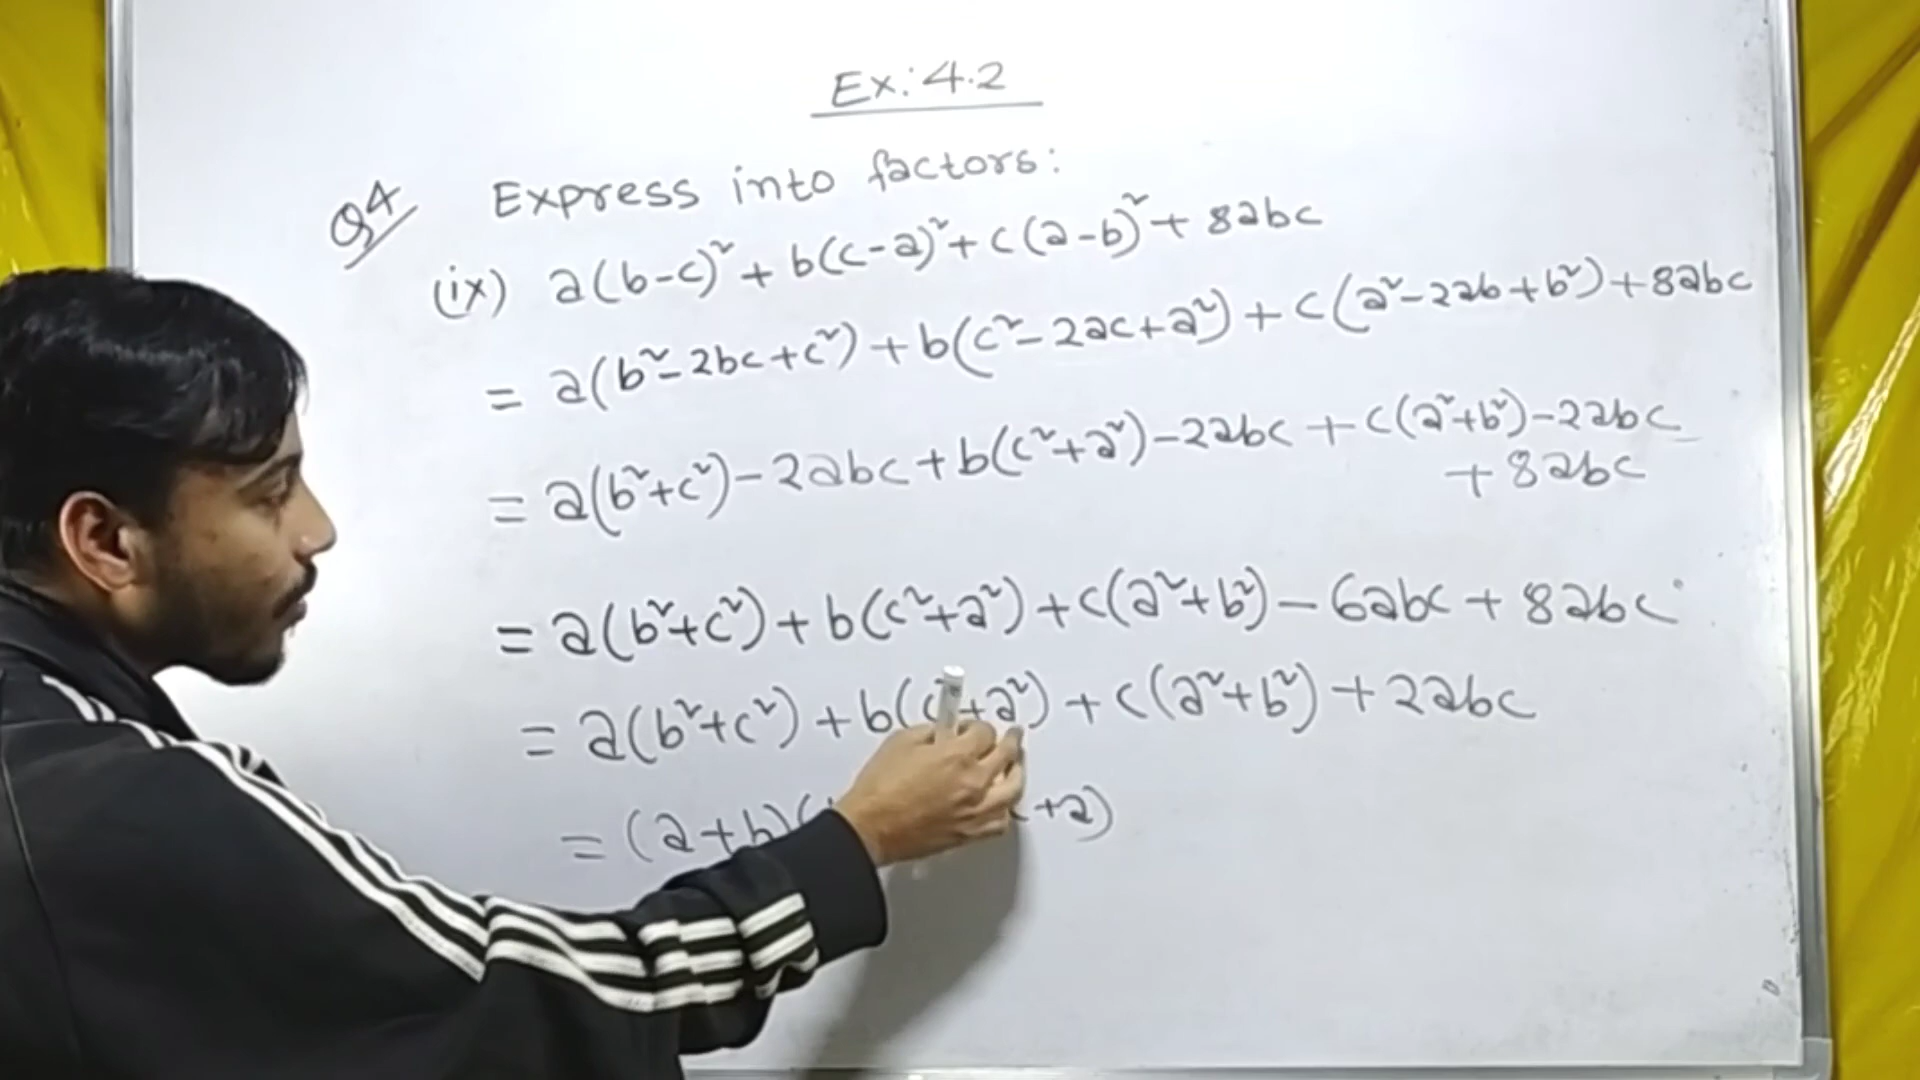 Ex: 4.2
Q4 Express into factors:
(ix) a(b-c)² + b(c-a)² + c(a-b)² + 8abc
= a(b²-2bc+c²) + b(c²-2ac+a²) + c(a²-2ab+b²) + 8abc
= a(b²+c²) - 2abc + b(c²+a²) - 2abc + c(a²+b²) - 2abc
+ 8abc
= a(b²+c²) + b(c²+a²) + c(a²+b²) - 6abc + 8abc
= a(b²+c²) + b(c²+a²) + c(a²+b²) + 2abc
= (a+b)( +a)